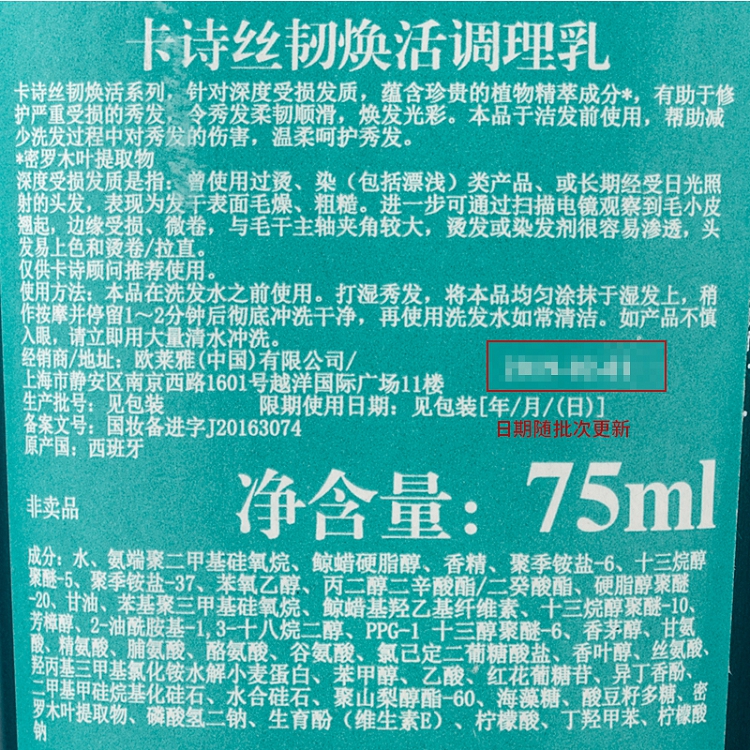 卡诗丝韧焕活调理乳
卡诗丝韧焕活系列，针对深度受损发质，蕴含珍贵的植物精萃成分*，有助于修
护严重受损的秀发，令秀发柔韧顺滑，焕发光彩。本品于洁发前使用，帮助减
少洗发过程中对秀发的伤害，温柔呵护秀发。
*密罗木叶提取物
深度受损发质是指：曾使用过烫、染（包括漂浅）类产品、或长期经受日光照
射的头发，表现为发干表面毛燥、粗糙。进一步可通过扫描电镜观察到毛小皮
翘起，边缘受损、微卷，与毛干主轴夹角较大，烫发或染发剂很容易渗透，头
发易上色和烫卷/拉直。
仅供卡诗顾问推荐使用。
使用方法：本品在洗发水之前使用。打湿秀发，将本品均匀涂抹于湿发上，稍
作按摩并停留1～2分钟后彻底冲洗干净，再使用洗发水如常清洁。如产品不慎
入眼，请立即用大量清水冲洗。
经销商/地址：欧莱雅(中国)有限公司/
上海市静安区南京西路1601号越洋国际广场11楼
生产批号：见包装 限期使用日期：见包装[年/月/(日)]
备案文号：国妆备进字J20163074
日期随批次更新
原产国：西班牙
非卖品
净含量：75ml
成分：水、氨端聚二甲基硅氧烷、鲸蜡硬脂醇、香精、聚季铵盐-6、十三烷醇
聚醚-5、聚季铵盐-37、苯氧乙醇、丙二醇二辛酸酯/二癸酸酯、硬脂醇聚醚
-20、甘油、苯基聚三甲基硅氧烷、鲸蜡基羟乙基纤维素、十三烷醇聚醚-10、
芳樟醇、2-油酰胺基-1,3-十八烷二醇、PPG-1 十三醇聚醚-6、香茅醇、甘氨
酸、精氨酸、脯氨酸、酪氨酸、谷氨酸、氯己定二葡糖酸盐、香叶醇、丝氨酸、
羟丙基三甲基氯化铵水解小麦蛋白、苯甲醇、乙酸、红花葡糖苷、异丁香酚、
二甲基甲硅烷基化硅石、水合硅石、聚山梨醇酯-60、海藻糖、酸豆籽多糖、密
罗木叶提取物、磷酸氢二钠、生育酚（维生素E）、柠檬酸、丁羟甲苯、柠檬酸
钠